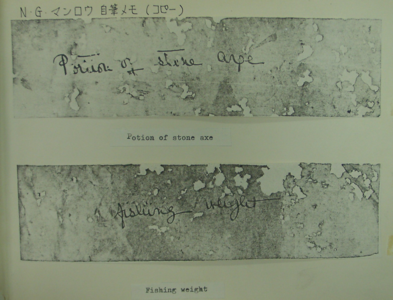 N・G・マンロウ 自筆メモ(コピー)
Portion of stone axe
Potion of stone axe
fishing weight
Fishing weight